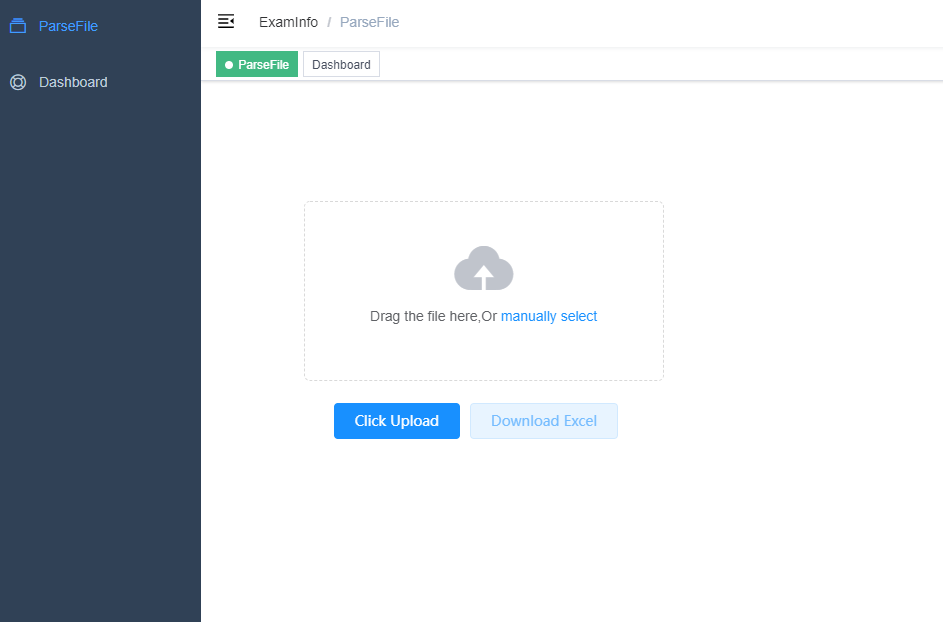 ParseFile
Dashboard
ExamInfo / ParseFile
ParseFile
Dashboard
Drag the file here,Or manually select
Click Upload
Download Excel